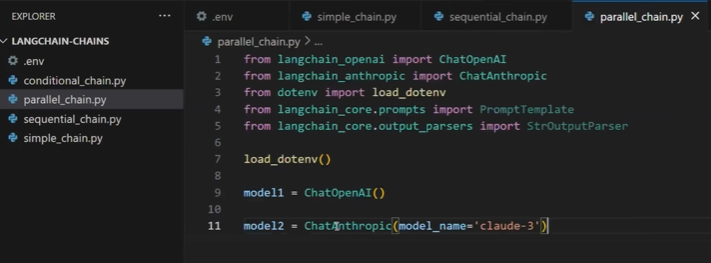 EXPLORER
LANGCHAIN-CHAINS
.env
conditional_chain.py
parallel_chain.py
sequential_chain.py
simple_chain.py
.env simple_chain.py sequential_chain.py parallel_chain.py
parallel_chain.py > ...
1 from langchain_openai import ChatOpenAI
2 from langchain_anthropic import ChatAnthropic
3 from dotenv import load_dotenv
4 from langchain_core.prompts import PromptTemplate
5 from langchain_core.output_parsers import StrOutputParser
6
7 load_dotenv()
8
9 model1 = ChatOpenAI()
10
11 model2 = ChatAnthropic(model_name='claude-3')